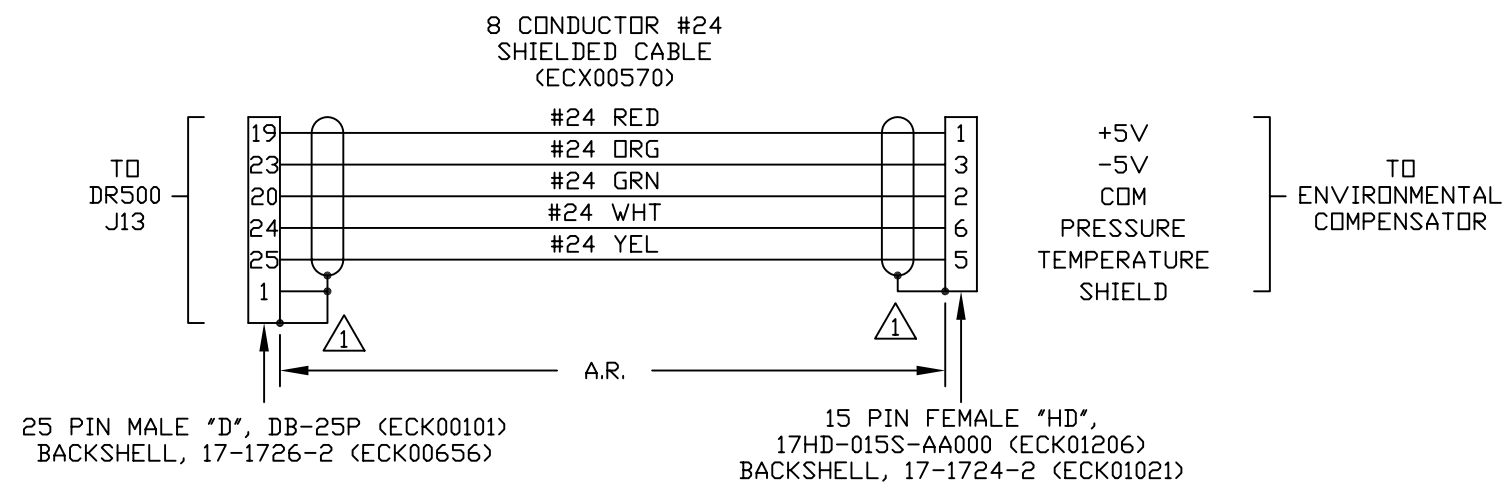 8 CONDUCTOR #24
SHIELDED CABLE
(ECX00570)
TO
DR500
J13
19 #24 RED 1 +5V
23 #24 ORG 3 -5V
20 #24 GRN 2 COM
24 #24 WHT 6 PRESSURE
25 #24 YEL 5 TEMPERATURE
1 SHIELD
TO
ENVIRONMENTAL
COMPENSATOR
1
1
A.R.
25 PIN MALE "D", DB-25P (ECK00101)
BACKSHELL, 17-1726-2 (ECK00656)
15 PIN FEMALE "HD",
17HD-015S-AA000 (ECK01206)
BACKSHELL, 17-1724-2 (ECK01021)